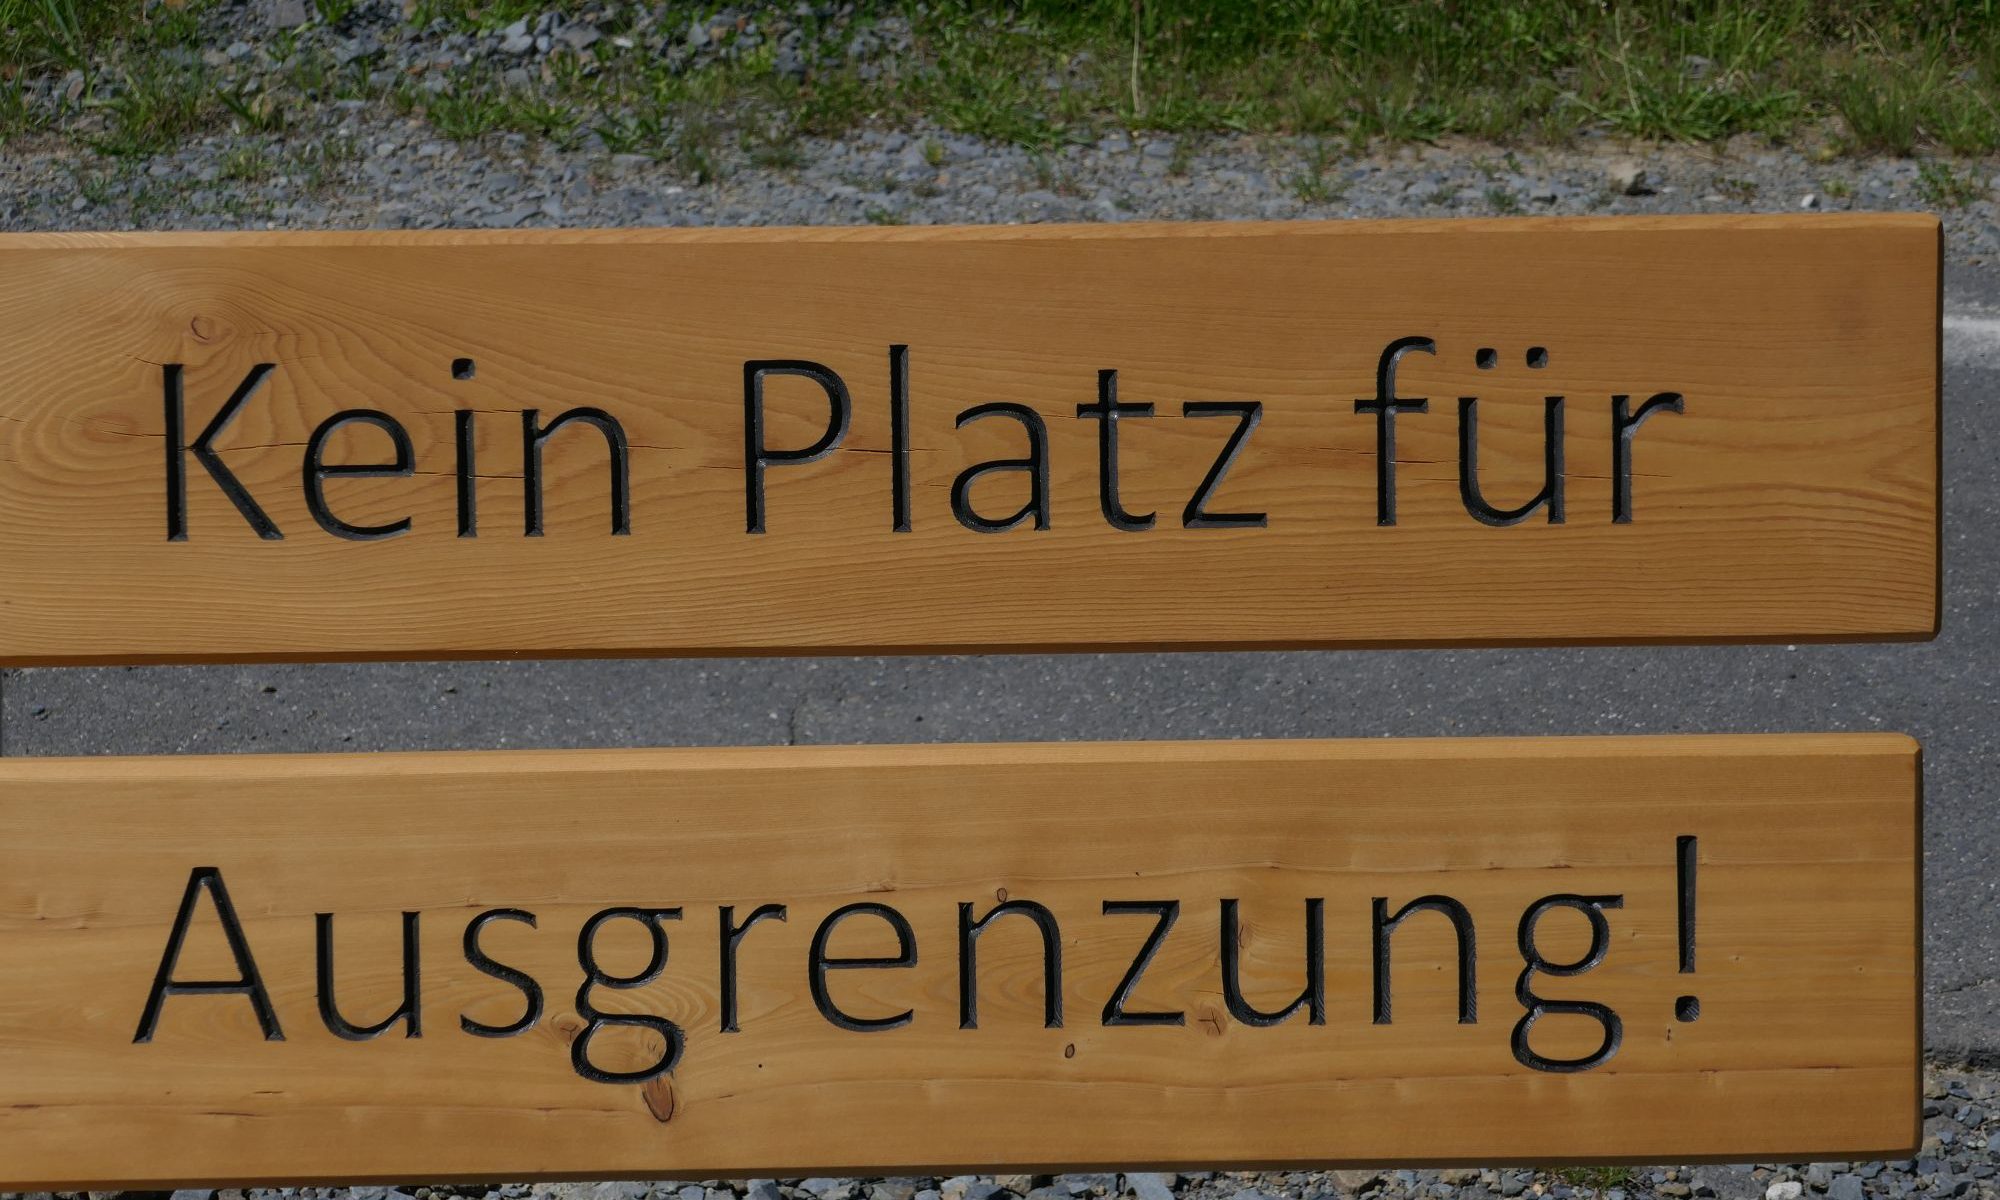 Kein Platz für
Ausgrenzung!